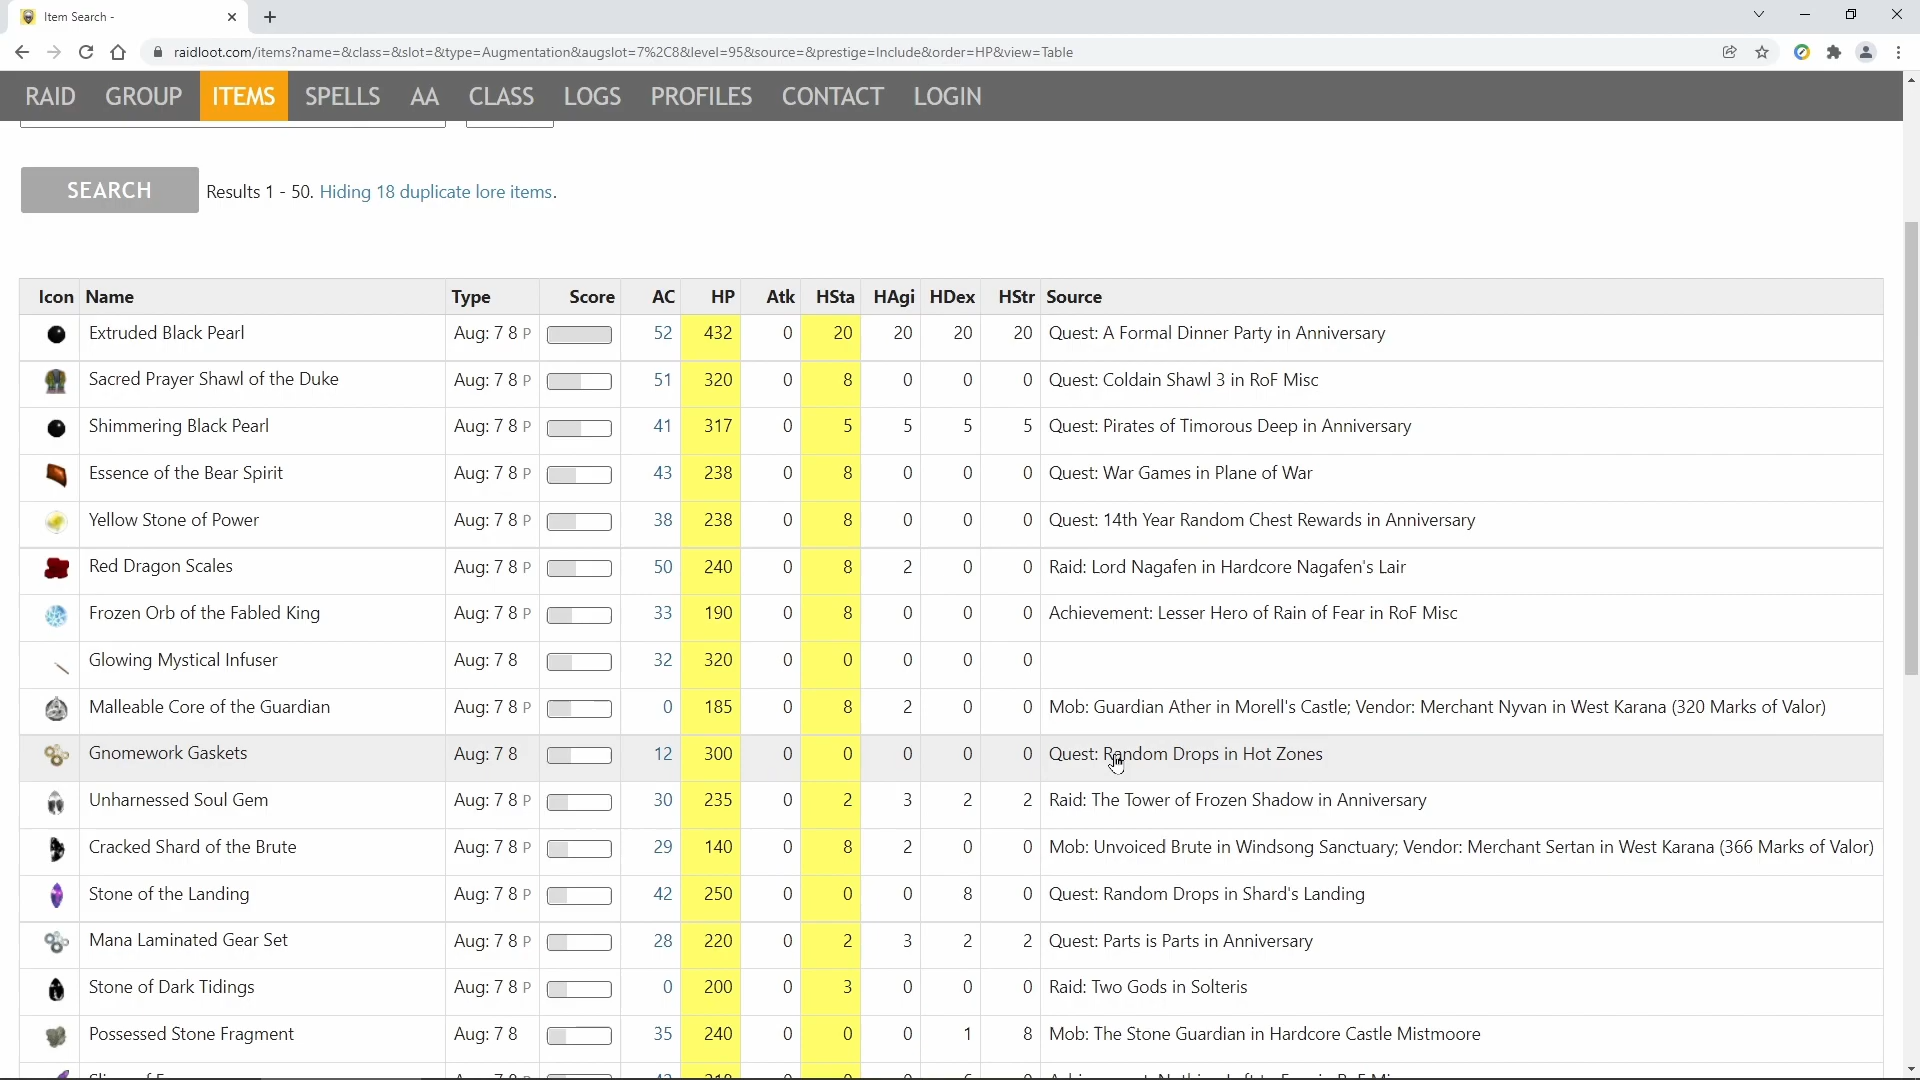 Item Search -
raidloot.com/items?name=&class=&slot=&type=Augmentation&augslot=7%2C8&level=95&source=&prestige=Include&order=HP&view=Table
RAID GROUP ITEMS SPELLS AA CLASS LOGS PROFILES CONTACT LOGIN
SEARCH Results 1 - 50. Hiding 18 duplicate lore items.
Icon Name Type Score AC HP Atk HSta HAgi HDex HStr Source
Extruded Black Pearl Aug: 7 8 P 52 432 0 20 20 20 20 Quest: A Formal Dinner Party in Anniversary
Sacred Prayer Shawl of the Duke Aug: 7 8 P 51 320 0 8 0 0 0 Quest: Coldain Shawl 3 in RoF Misc
Shimmering Black Pearl Aug: 7 8 P 41 317 0 5 5 5 5 Quest: Pirates of Timorous Deep in Anniversary
Essence of the Bear Spirit Aug: 7 8 P 43 238 0 8 0 0 0 Quest: War Games in Plane of War
Yellow Stone of Power Aug: 7 8 P 38 238 0 8 0 0 0 Quest: 14th Year Random Chest Rewards in Anniversary
Red Dragon Scales Aug: 7 8 P 50 240 0 8 2 0 0 Raid: Lord Nagafen in Hardcore Nagafen's Lair
Frozen Orb of the Fabled King Aug: 7 8 P 33 190 0 8 0 0 0 Achievement: Lesser Hero of Rain of Fear in RoF Misc
Glowing Mystical Infuser Aug: 7 8 32 320 0 0 0 0 0
Malleable Core of the Guardian Aug: 7 8 P 0 185 0 8 2 0 0 Mob: Guardian Ather in Morell's Castle; Vendor: Merchant Nyvan in West Karana (320 Marks of Valor)
Gnomework Gaskets Aug: 7 8 12 300 0 0 0 0 0 Quest: Random Drops in Hot Zones
Unharnessed Soul Gem Aug: 7 8 P 30 235 0 2 3 2 2 Raid: The Tower of Frozen Shadow in Anniversary
Cracked Shard of the Brute Aug: 7 8 P 29 140 0 8 2 0 0 Mob: Unvoiced Brute in Windsong Sanctuary; Vendor: Merchant Sertan in West Karana (366 Marks of Valor)
Stone of the Landing Aug: 7 8 P 42 250 0 0 0 8 0 Quest: Random Drops in Shard's Landing
Mana Laminated Gear Set Aug: 7 8 P 28 220 0 2 3 2 2 Quest: Parts is Parts in Anniversary
Stone of Dark Tidings Aug: 7 8 P 0 200 0 3 0 0 0 Raid: Two Gods in Solteris
Possessed Stone Fragment Aug: 7 8 35 240 0 0 0 1 8 Mob: The Stone Guardian in Hardcore Castle Mistmoore